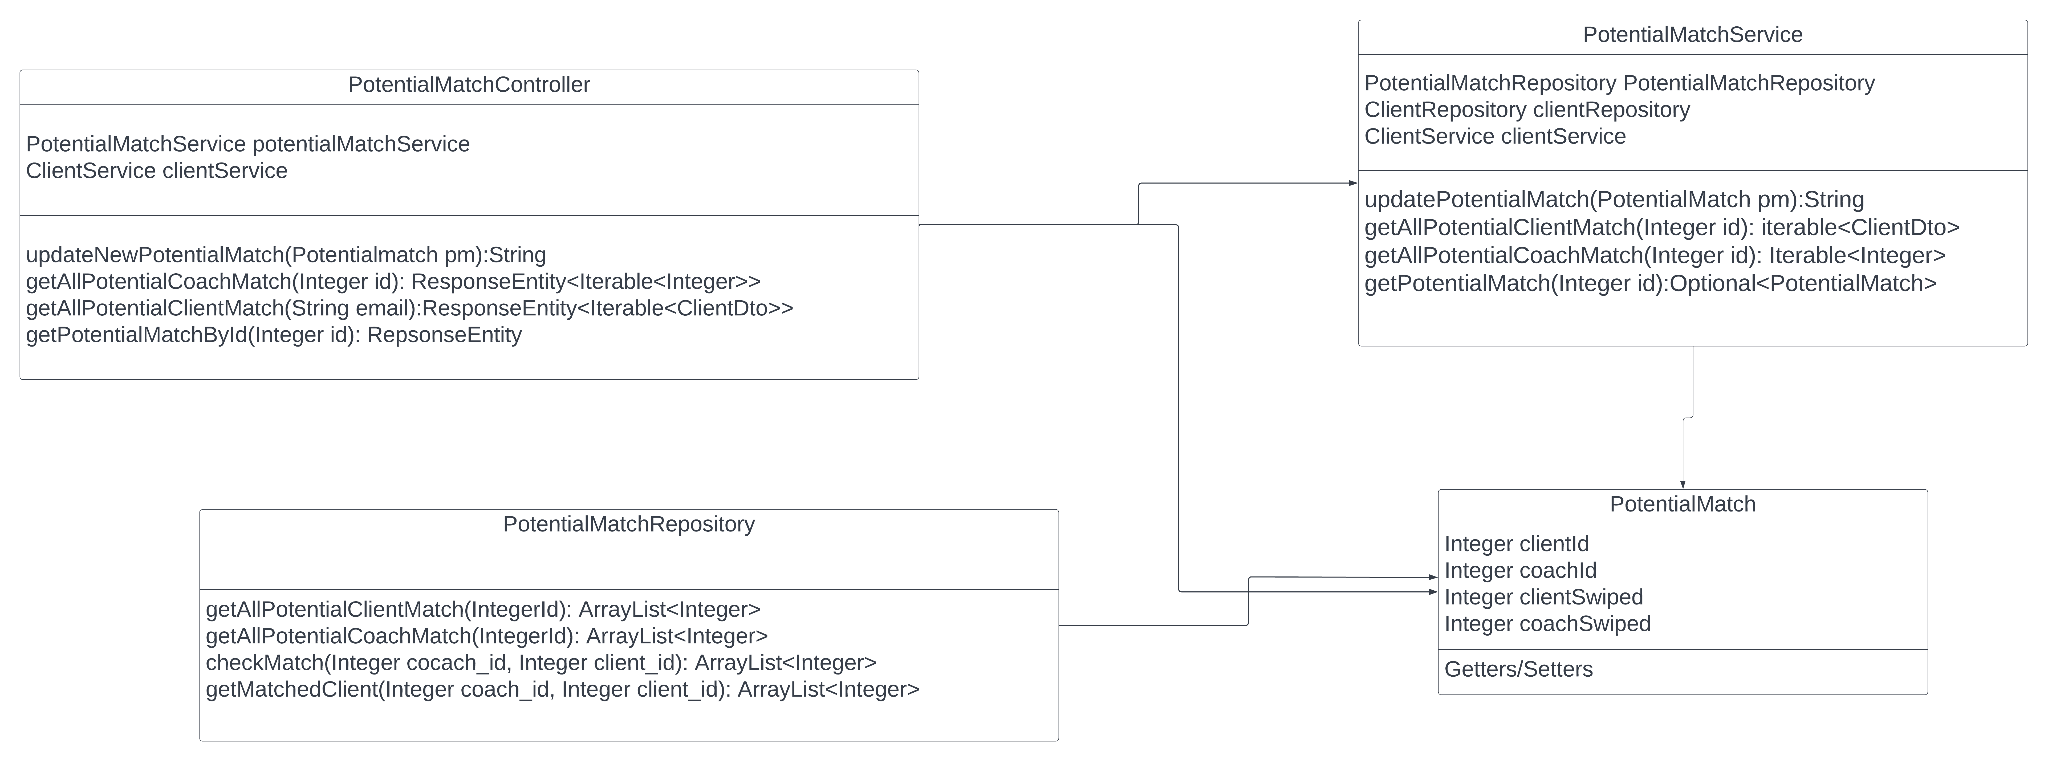 PotentialMatchController
PotentialMatchService potentialMatchService
ClientService clientService
updateNewPotentialMatch(Potentialmatch pm):String
getAllPotentialCoachMatch(Integer id): ResponseEntity<Iterable<Integer>>
getAllPotentialClientMatch(String email):ResponseEntity<Iterable<ClientDto>>
getPotentialMatchById(Integer id): RepsonseEntity
PotentialMatchService
PotentialMatchRepository PotentialMatchRepository
ClientRepository clientRepository
ClientService clientService
updatePotentialMatch(PotentialMatch pm):String
getAllPotentialClientMatch(Integer id): iterable<ClientDto>
getAllPotentialCoachMatch(Integer id): Iterable<Integer>
getPotentialMatch(Integer id):Optional<PotentialMatch>
PotentialMatchRepository
getAllPotentialClientMatch(IntegerId): ArrayList<Integer>
getAllPotentialCoachMatch(IntegerId): ArrayList<Integer>
checkMatch(Integer cocach_id, Integer client_id): ArrayList<Integer>
getMatchedClient(Integer coach_id, Integer client_id): ArrayList<Integer>
PotentialMatch
Integer clientId
Integer coachId
Integer clientSwiped
Integer coachSwiped
Getters/Setters